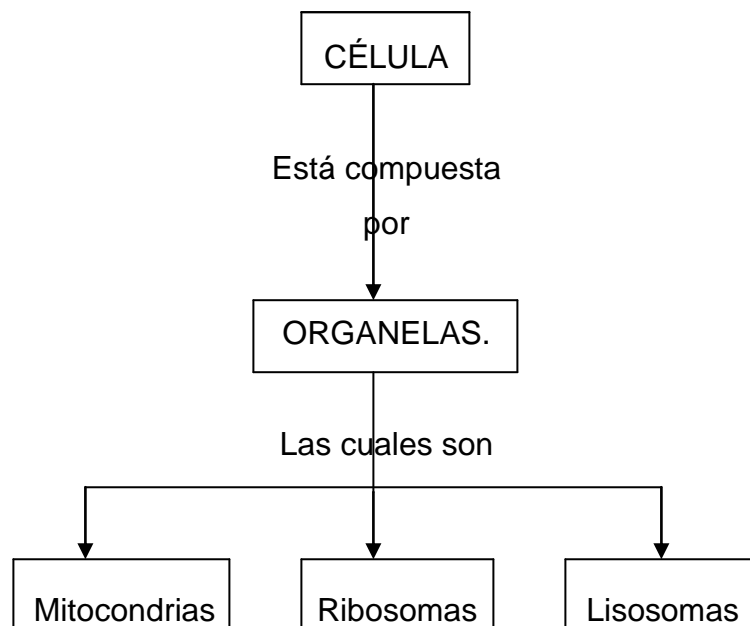 CÉLULA
Está compuesta
por
ORGANELAS.
Las cuales son
Mitocondrias
Ribosomas
Lisosomas